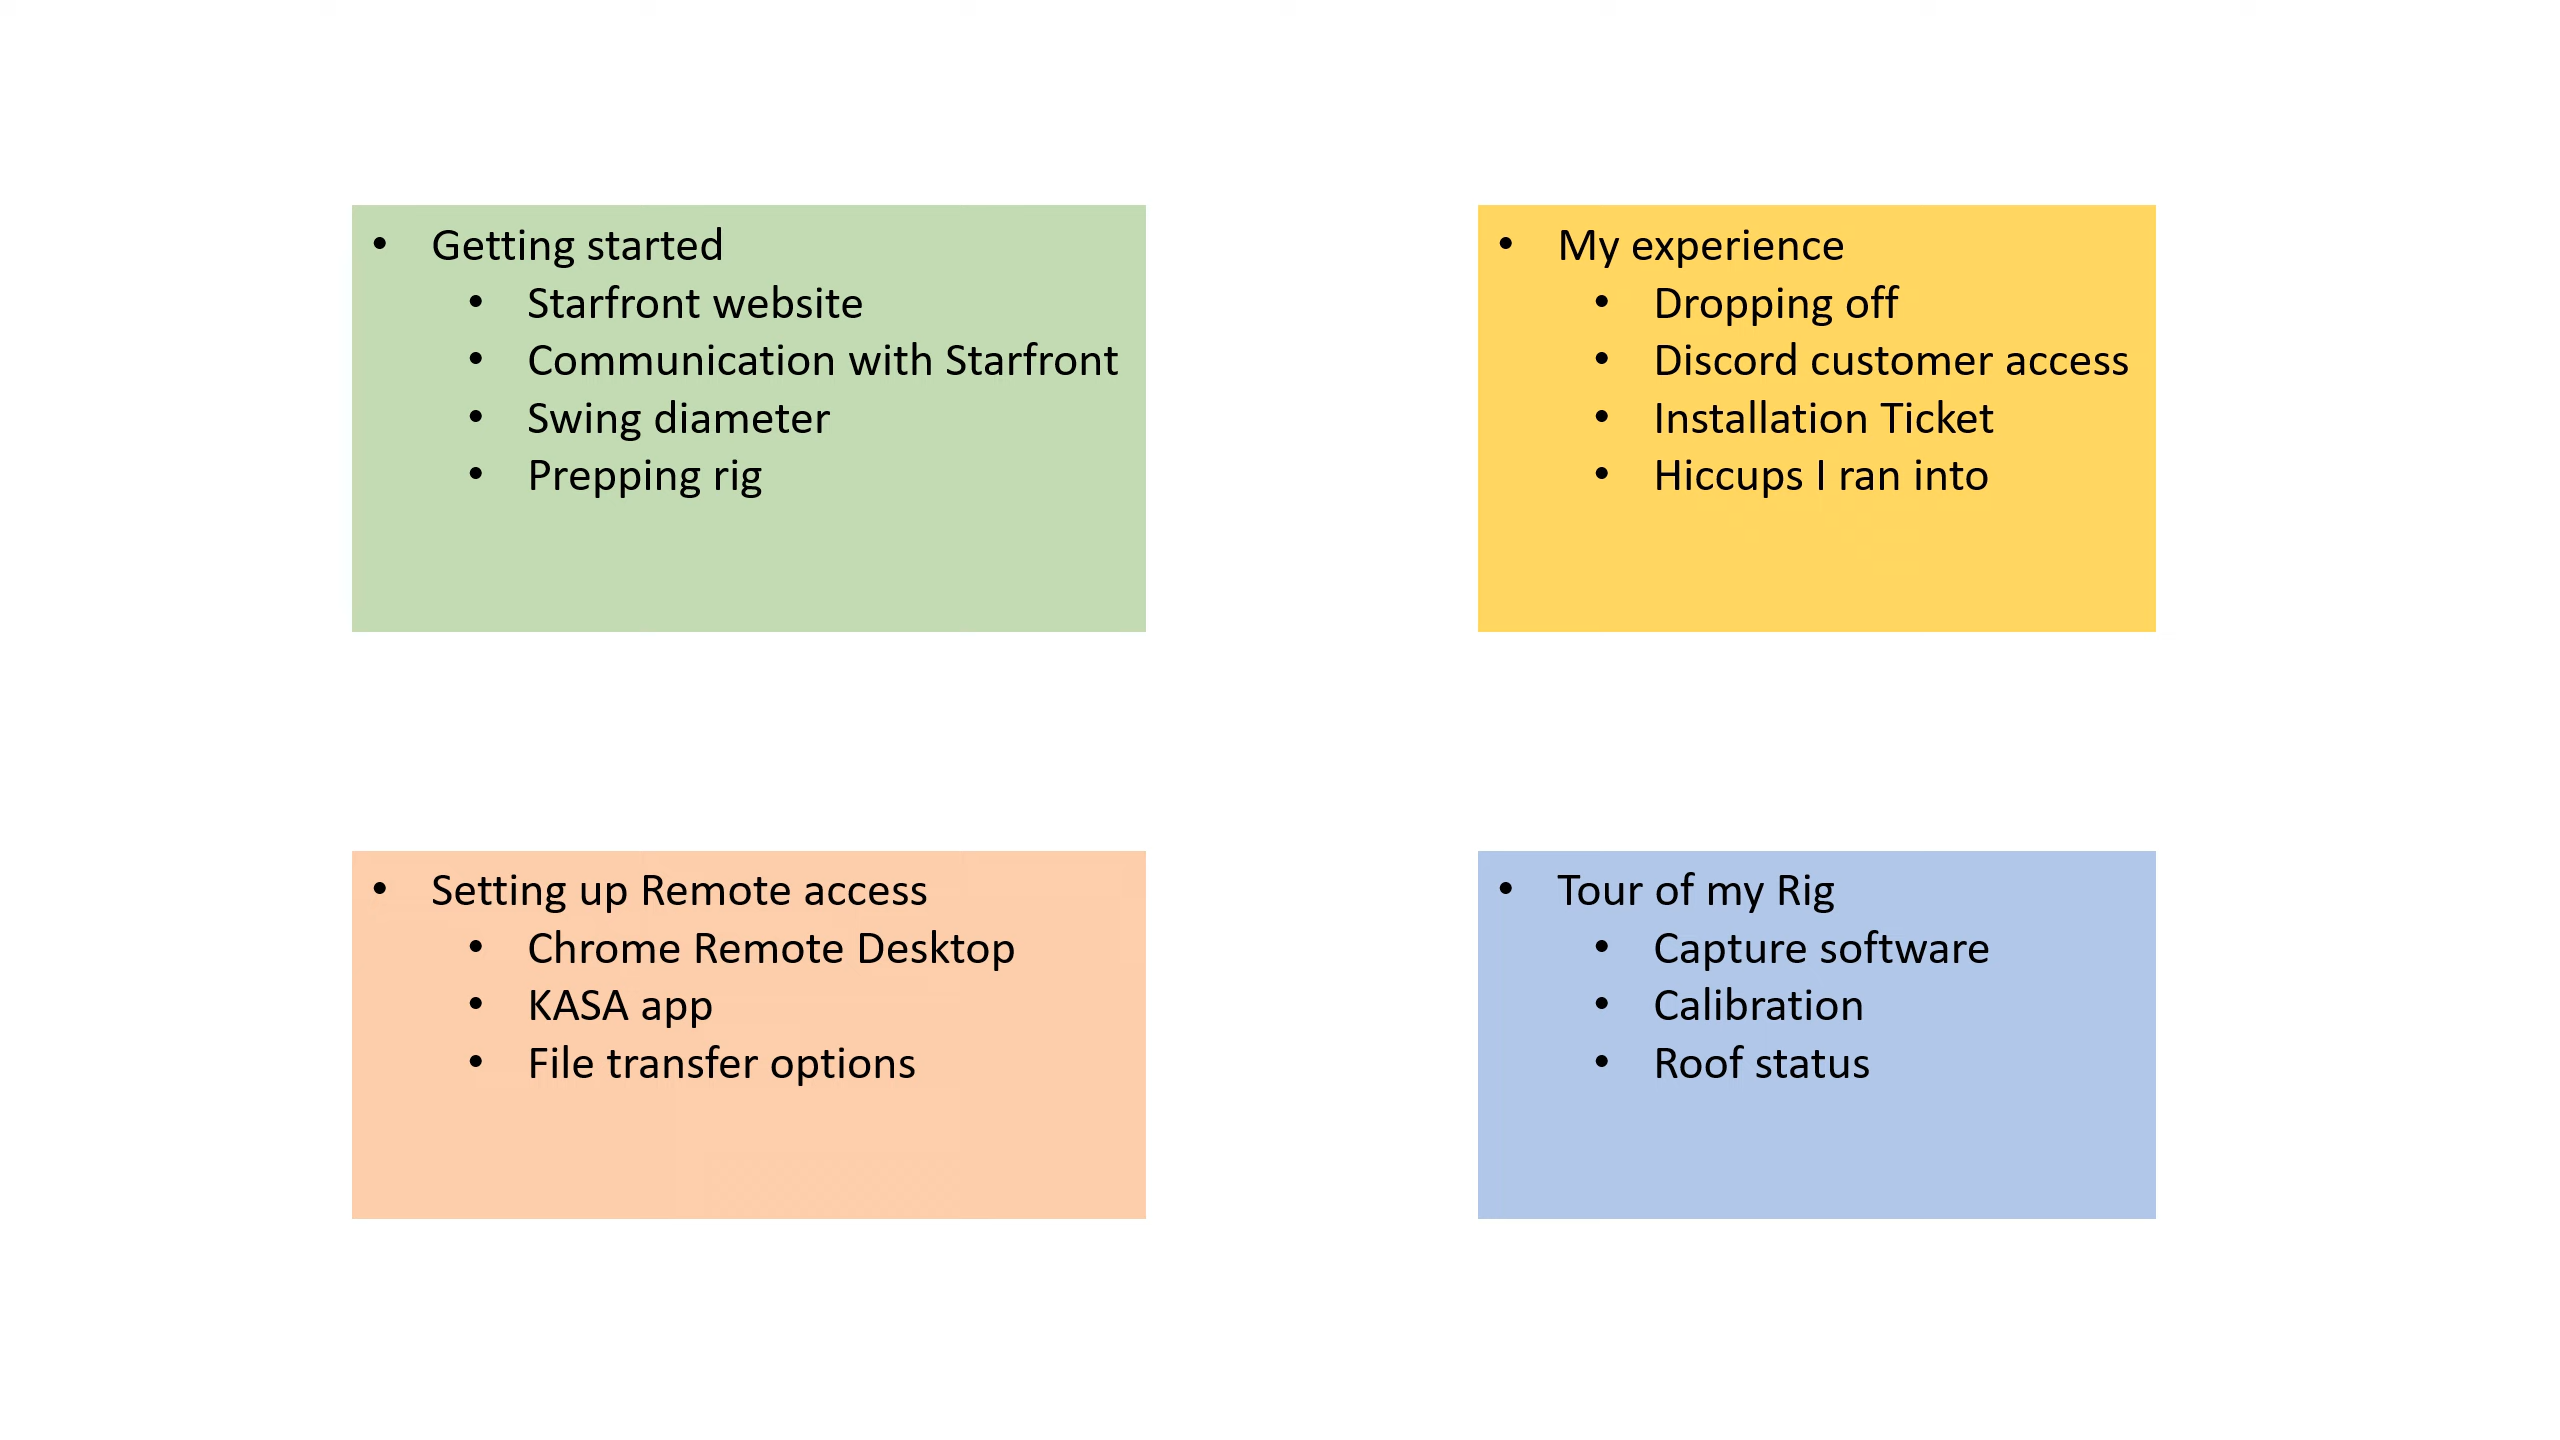 • Getting started
• Starfront website
• Communication with Starfront
• Swing diameter
• Prepping rig
• My experience
• Dropping off
• Discord customer access
• Installation Ticket
• Hiccups I ran into
• Setting up Remote access
• Chrome Remote Desktop
• KASA app
• File transfer options
• Tour of my Rig
• Capture software
• Calibration
• Roof status